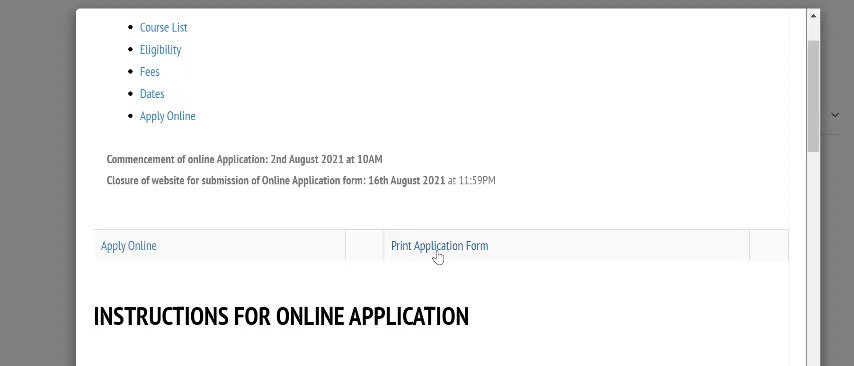 Course List
Eligibility
Fees
Dates
Apply Online
Commencement of online Application: 2nd August 2021 at 10AM
Closure of website for submission of Online Application form: 16th August 2021 at 11:59PM
Apply Online Print Application Form
INSTRUCTIONS FOR ONLINE APPLICATION